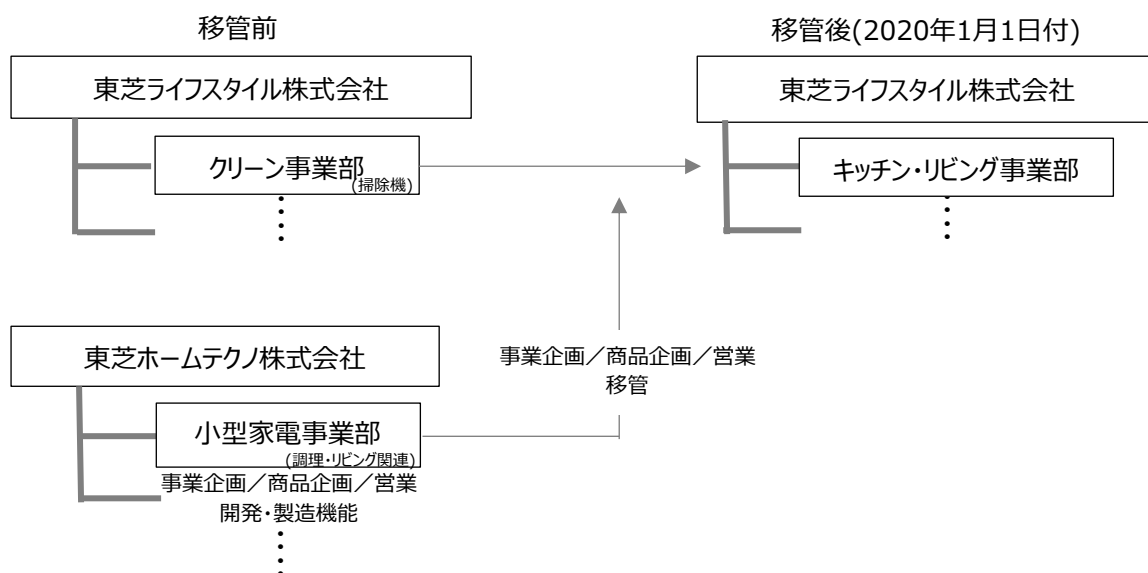 移管前
移管後(2020年1月1日付)
東芝ライフスタイル株式会社
クリーン事業部
(掃除機)
東芝ライフスタイル株式会社
キッチン・リビング事業部
東芝ホームテクノ株式会社
小型家電事業部
(調理・リビング関連)
事業企画／商品企画／営業
開発・製造機能
事業企画／商品企画／営業
移管